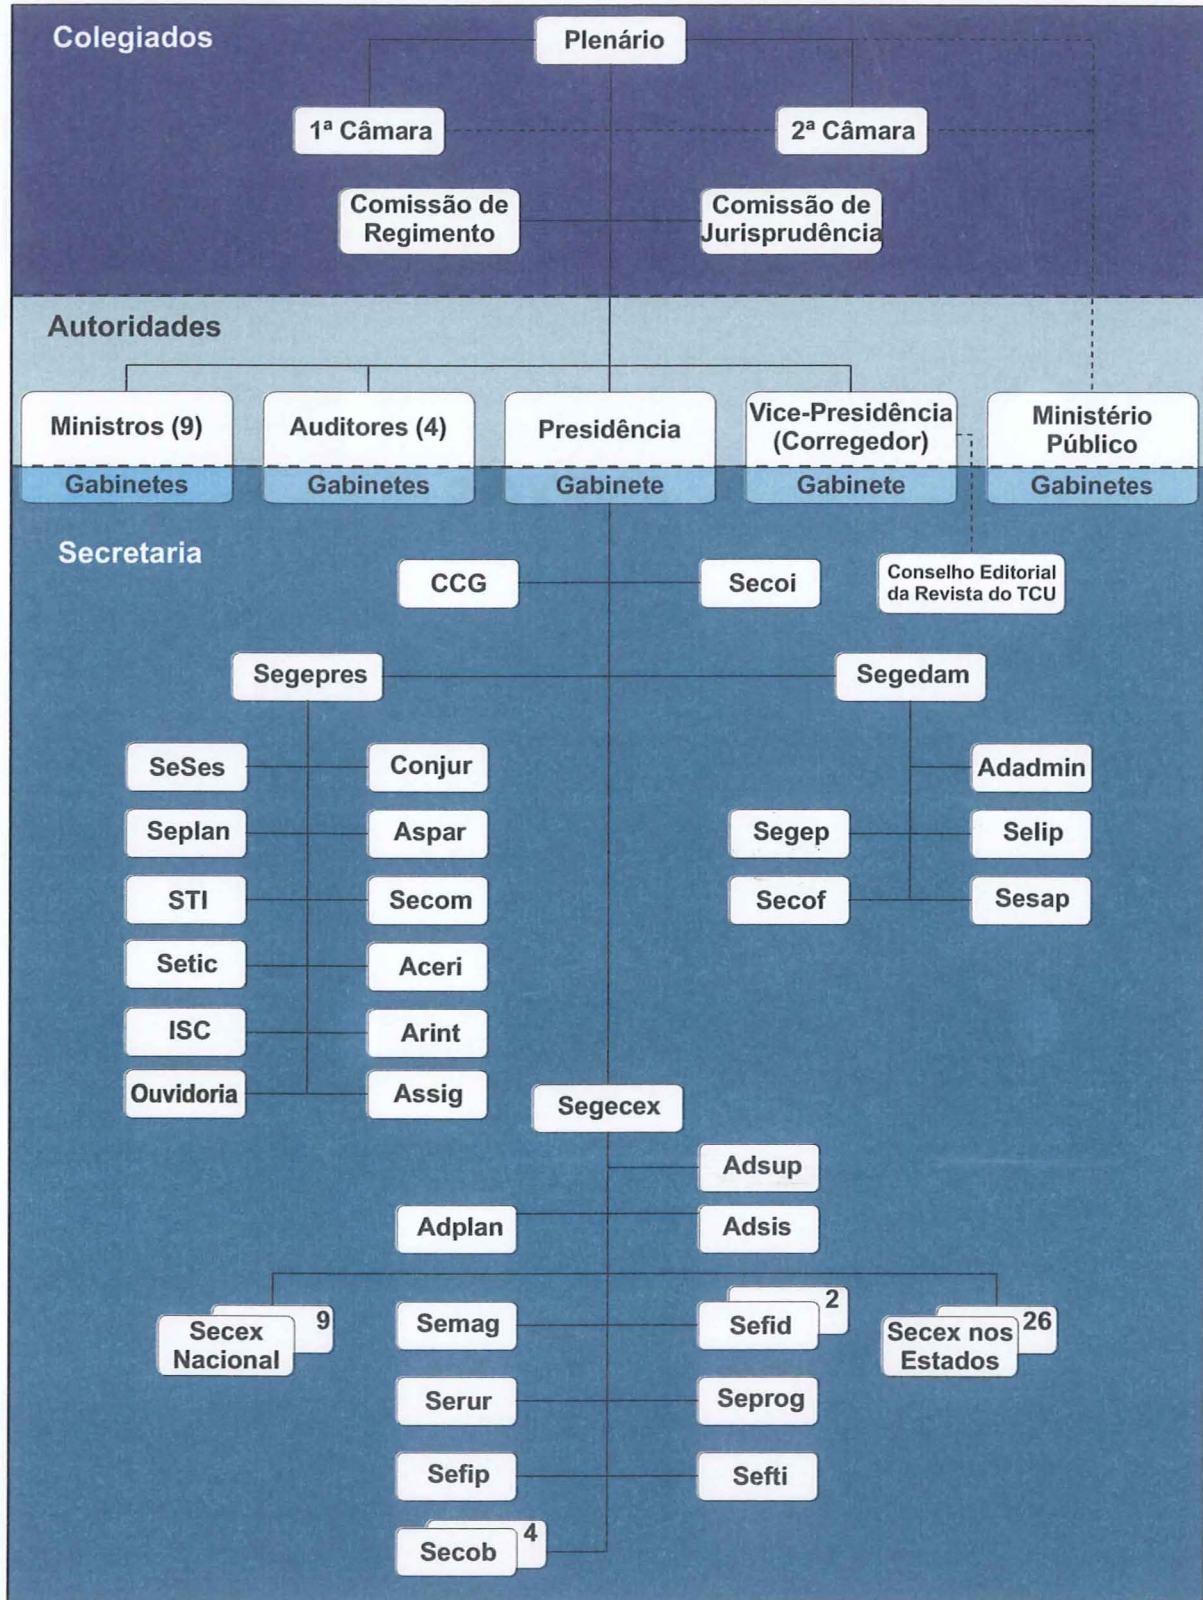 Colegiados
Plenário
1ª Câmara
2ª Câmara
Comissão de
Regimento
Comissão de
Jurisprudência
Autoridades
Ministros (9)
Gabinetes
Auditores (4)
Gabinetes
Presidência
Gabinete
Vice-Presidência
(Corregedor)
Gabinete
Ministério
Público
Gabinetes
Secretaria
CCG
Secoi
Conselho Editorial
da Revista do TCU
Segepres
Segedam
SeSes
Conjur
Adadmin
Seplan
Aspar
Segep
Selip
STI
Secom
Secof
Sesap
Setic
Aceri
ISC
Arint
Ouvidoria
Assig
Segecex
Adsup
Adplan
Adsis
Secex
Nacional
9
Semag
Sefid
2
Secex nos
Estados
26
Serur
Seprog
Sefip
Sefti
Secob
4